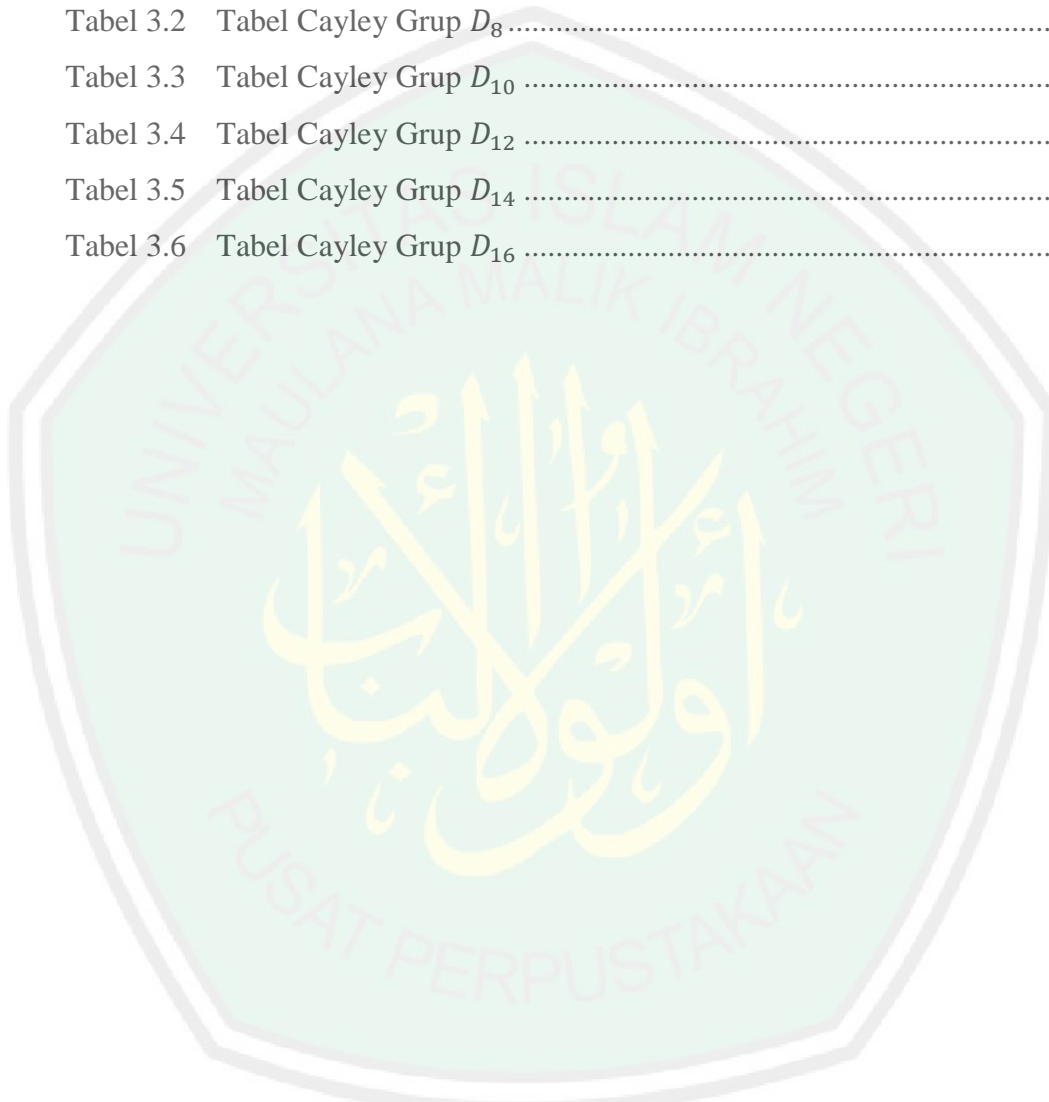 Tabel 3.2 Tabel Cayley Grup D₈........................................................................
Tabel 3.3 Tabel Cayley Grup D₁₀ ......................................................................
Tabel 3.4 Tabel Cayley Grup D₁₂ ......................................................................
Tabel 3.5 Tabel Cayley Grup D₁₄ ......................................................................
Tabel 3.6 Tabel Cayley Grup D₁₆ ......................................................................
UNIVERSITAS ISLAM NEGERI
MAULANA MALIK IBRAHIM
أولوا الألباب
PUSAT PERPUSTAKAAN